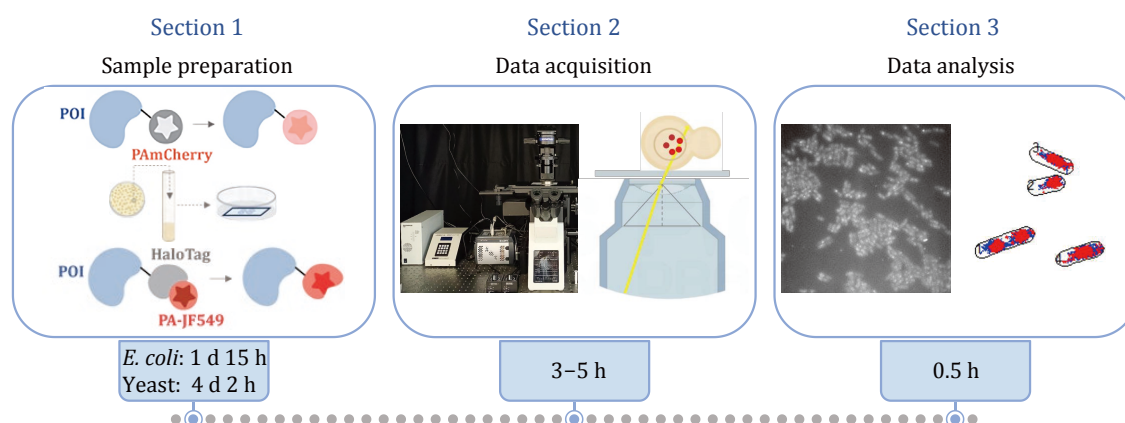 Section 1
Section 2
Section 3
Sample preparation
Data acquisition
Data analysis
POI
PAmCherry
HaloTag
POI
PA-JF549
E. coli: 1 d 15 h
Yeast: 4 d 2 h
3–5 h
0.5 h